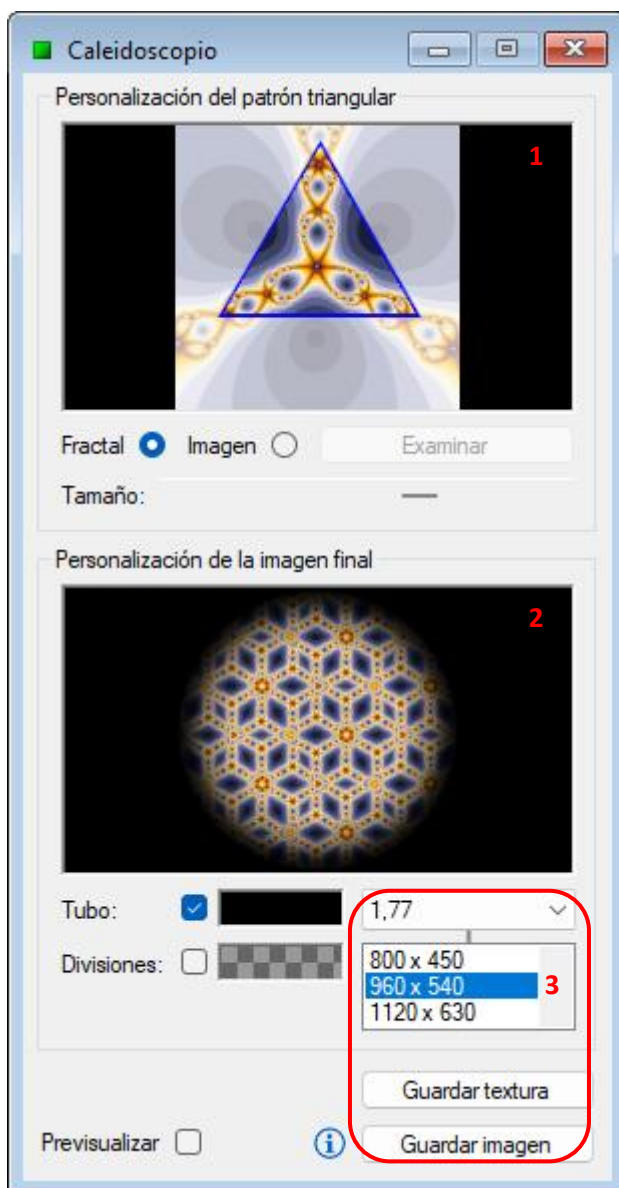 Caleidoscopio
Personalización del patrón triangular
1
Fractal Imagen Examinar
Tamaño:
Personalización de la imagen final
2
Tubo: 1,77
Divisiones: 800 x 450
960 x 540 3
1120 x 630
Guardar textura
Previsualizar Guardar imagen